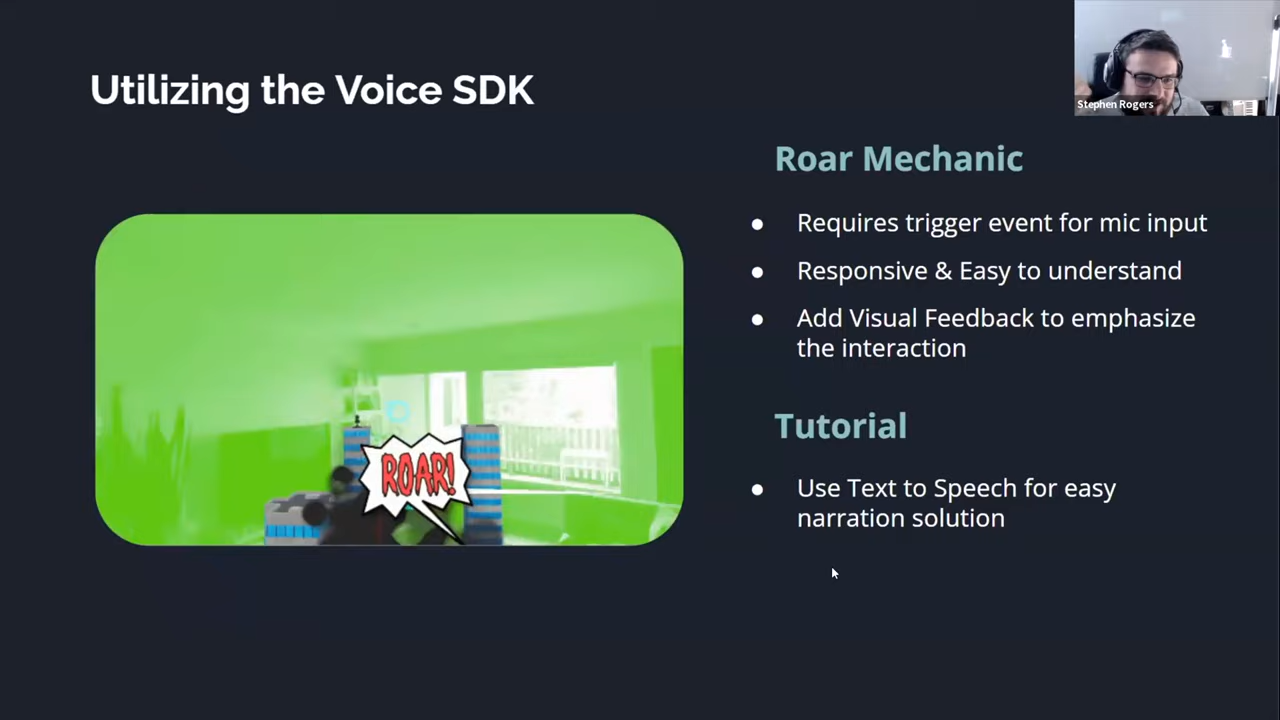 Utilizing the Voice SDK
Stephen Rogers
Roar Mechanic
● Requires trigger event for mic input
● Responsive & Easy to understand
● Add Visual Feedback to emphasize
the interaction
ROAR!
Tutorial
● Use Text to Speech for easy
narration solution